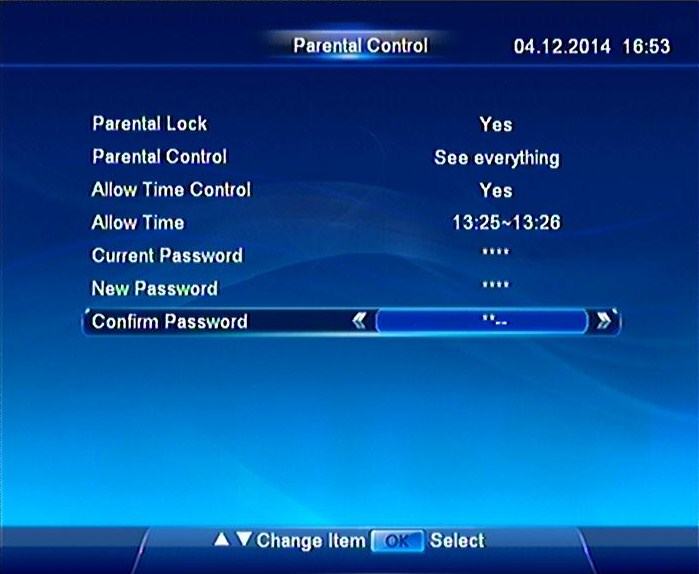 Parental Control 04.12.2014 16:53
Parental Lock Yes
Parental Control See everything
Allow Time Control Yes
Allow Time 13:25~13:26
Current Password ****
New Password ****
Confirm Password **--
Change Item OK Select